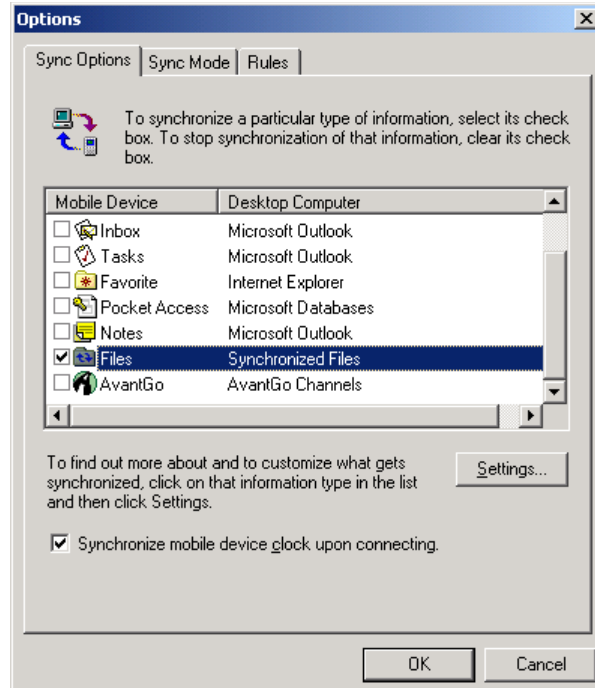 Options
Sync Options Sync Mode Rules
To synchronize a particular type of information, select its check
box. To stop synchronization of that information, clear its check
box.
Mobile Device Desktop Computer
Inbox Microsoft Outlook
Tasks Microsoft Outlook
Favorite Internet Explorer
Pocket Access Microsoft Databases
Notes Microsoft Outlook
Files Synchronized Files
AvantGo AvantGo Channels
To find out more about and to customize what gets
synchronized, click on that information type in the list
and then click Settings.
Settings...
Synchronize mobile device clock upon connecting.
OK Cancel